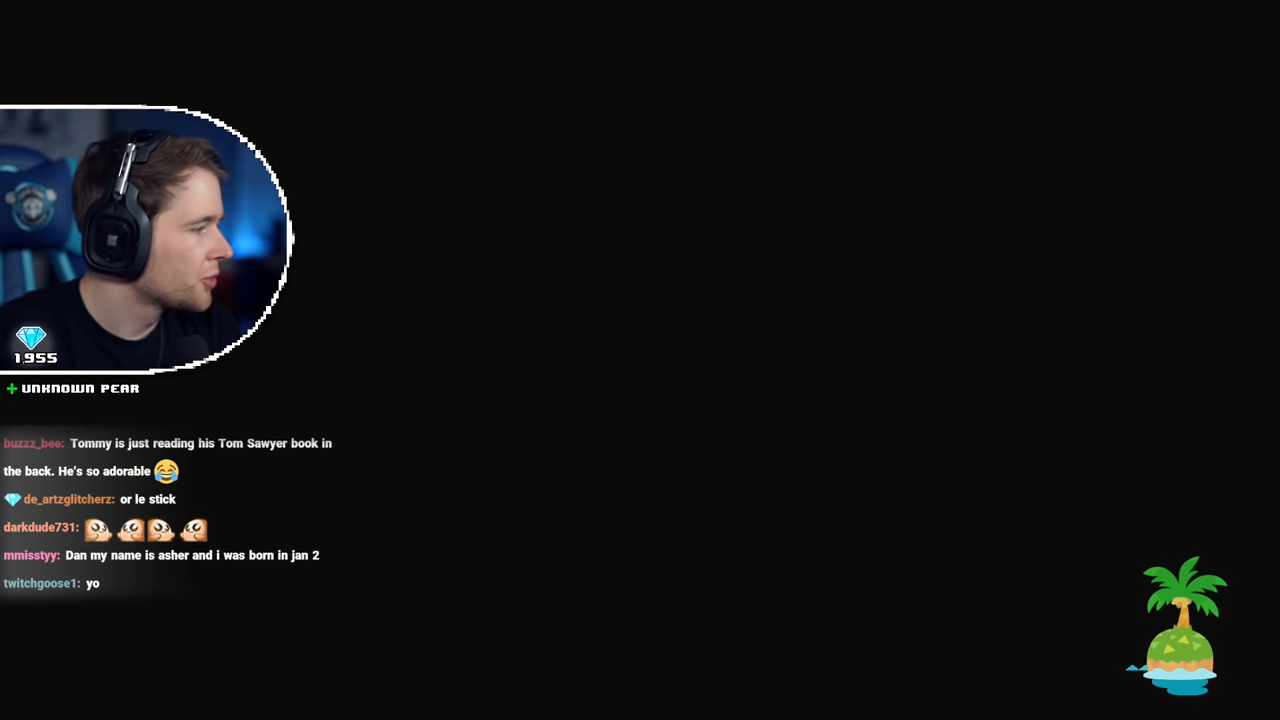 1955
+ UNKNOWN PEAR
buzzz_bee: Tommy is just reading his Tom Sawyer book in
the back. He's so adorable 😂
de_artzglitcherz: or le stick
darkdude731:
mmisstyy: Dan my name is asher and i was born in jan 2
twitchgoose1: yo